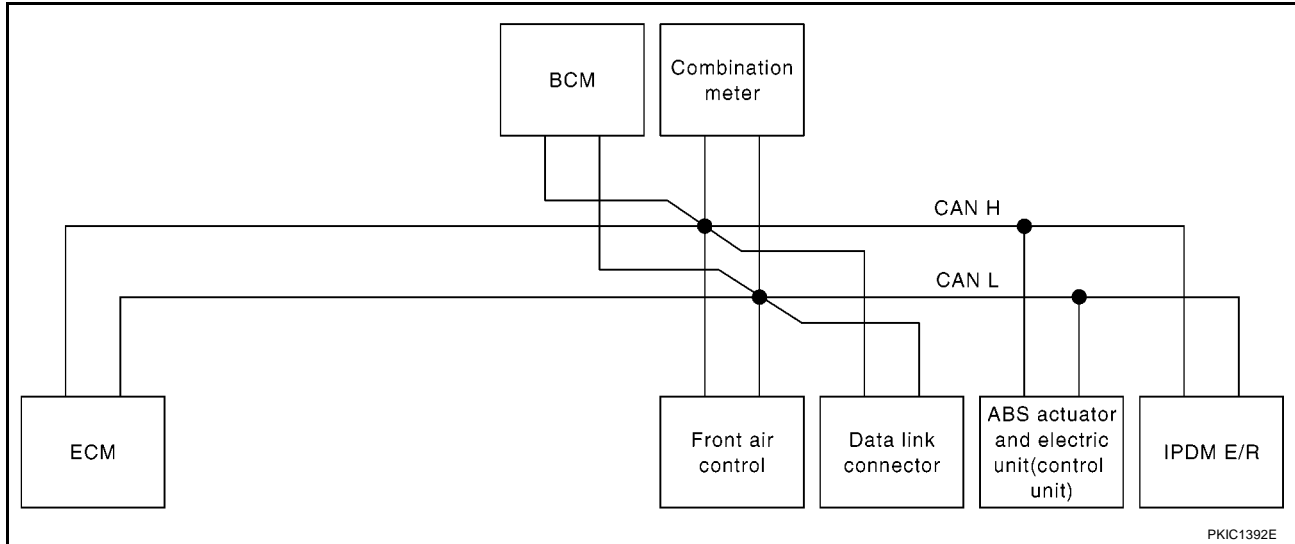 BCM
Combination
meter
CAN H
CAN L
ECM
Front air
control
Data link
connector
ABS actuator
and electric
unit(control
unit)
IPDM E/R
PKIC1392E